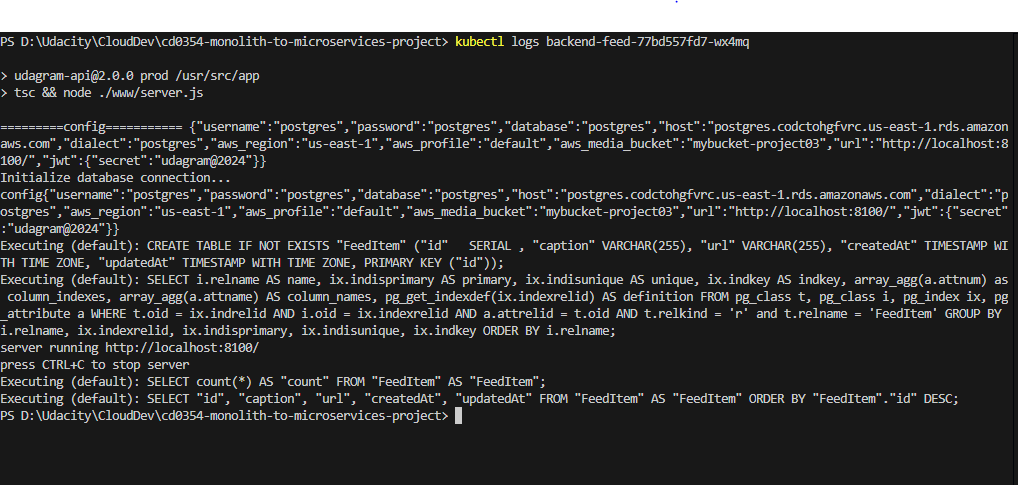 PS D:\Udacity\CloudDev\cd0354-monolith-to-microservices-project> kubectl logs backend-feed-77bd557fd7-wx4mq
> udagram-api@2.0.0 prod /usr/src/app
> tsc && node ./www/server.js
=========config=========== {"username":"postgres","password":"postgres","database":"postgres","host":"postgres.codctohgfvrc.us-east-1.rds.amazon
aws.com","dialect":"postgres","aws_region":"us-east-1","aws_profile":"default","aws_media_bucket":"mybucket-project03","url":"http://localhost:8
100/","jwt":{"secret":"udagram@2024"}}
Initialize database connection...
config{"username":"postgres","password":"postgres","database":"postgres","host":"postgres.codctohgfvrc.us-east-1.rds.amazonaws.com","dialect":"p
ostgres","aws_region":"us-east-1","aws_profile":"default","aws_media_bucket":"mybucket-project03","url":"http://localhost:8100/","jwt":{"secret"
:"udagram@2024"}}
Executing (default): CREATE TABLE IF NOT EXISTS "FeedItem" ("id"   SERIAL , "caption" VARCHAR(255), "url" VARCHAR(255), "createdAt" TIMESTAMP WI
TH TIME ZONE, "updatedAt" TIMESTAMP WITH TIME ZONE, PRIMARY KEY ("id"));
Executing (default): SELECT i.relname AS name, ix.indisprimary AS primary, ix.indisunique AS unique, ix.indkey AS indkey, array_agg(a.attnum) as
 column_indexes, array_agg(a.attname) AS column_names, pg_get_indexdef(ix.indexrelid) AS definition FROM pg_class t, pg_class i, pg_index ix, pg
_attribute a WHERE t.oid = ix.indrelid AND i.oid = ix.indexrelid AND a.attrelid = t.oid AND t.relkind = 'r' and t.relname = 'FeedItem' GROUP BY
i.relname, ix.indexrelid, ix.indisprimary, ix.indisunique, ix.indkey ORDER BY i.relname;
server running http://localhost:8100/
press CTRL+C to stop server
Executing (default): SELECT count(*) AS "count" FROM "FeedItem" AS "FeedItem";
Executing (default): SELECT "id", "caption", "url", "createdAt", "updatedAt" FROM "FeedItem" AS "FeedItem" ORDER BY "FeedItem"."id" DESC;
PS D:\Udacity\CloudDev\cd0354-monolith-to-microservices-project>